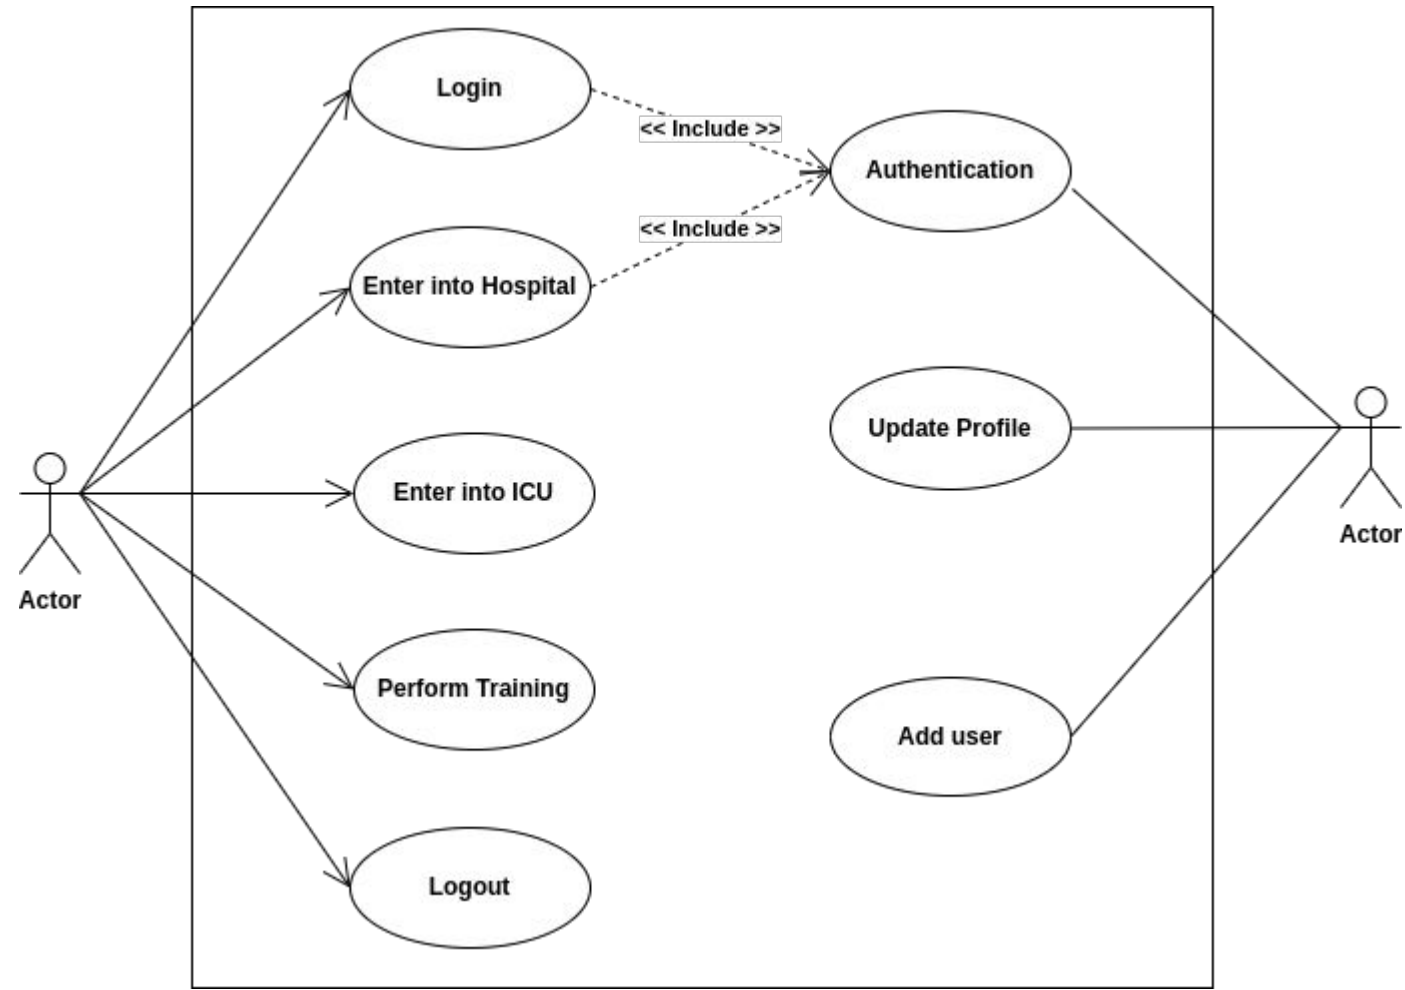 Login
<< Include >>
Authentication
<< Include >>
Enter into Hospital
Update Profile
Enter into ICU
Actor
Actor
Perform Training
Add user
Logout